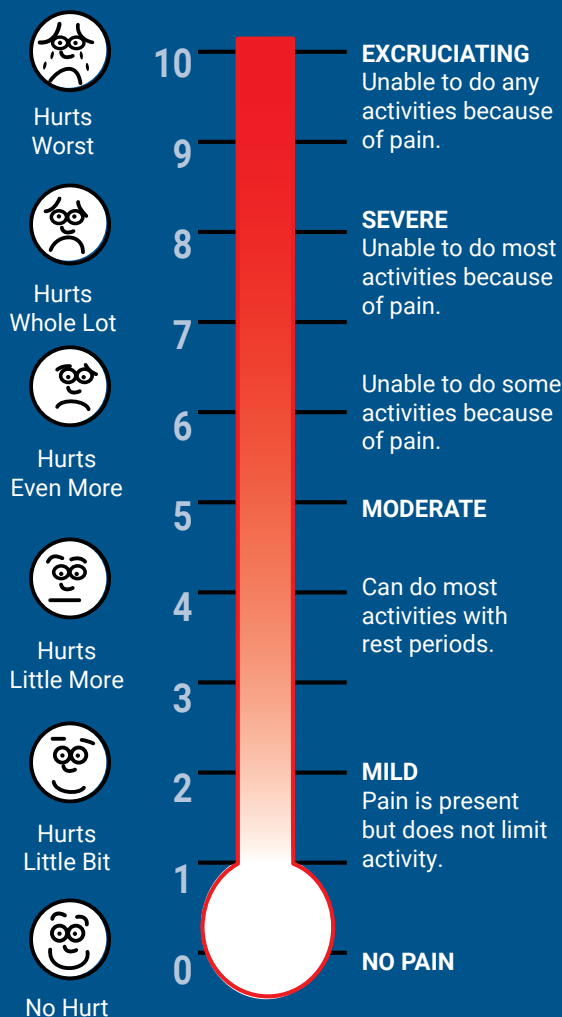 Hurts
Worst
Hurts
Whole Lot
Hurts
Even More
Hurts
Little More
Hurts
Little Bit
No Hurt
10
9
8
7
6
5
4
3
2
1
0
EXCRUCIATING
Unable to do any
activities because
of pain.
SEVERE
Unable to do most
activities because
of pain.
Unable to do some
activities because
of pain.
MODERATE
Can do most
activities with
rest periods.
MILD
Pain is present
but does not limit
activity.
NO PAIN